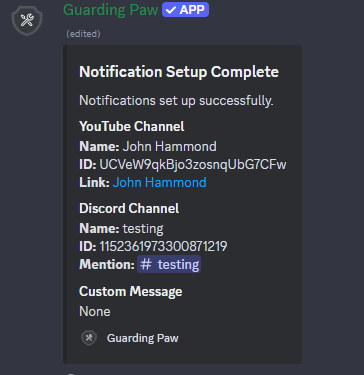 Guarding Paw ✓ APP
(edited)
Notification Setup Complete
Notifications set up successfully.
YouTube Channel
Name: John Hammond
ID: UCVeW9qkBjo3zosnqUbG7CFw
Link: John Hammond
Discord Channel
Name: testing
ID: 1152361973300871219
Mention: # testing
Custom Message
None
Guarding Paw